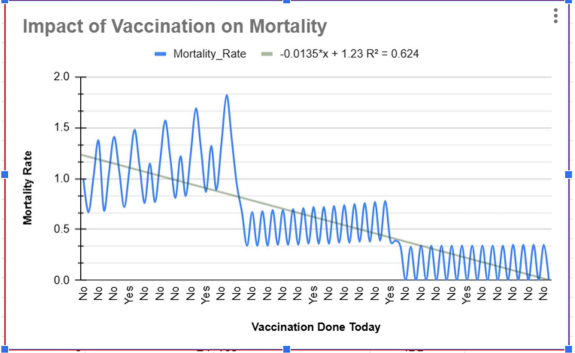 Impact of Vaccination on Mortality
Mortality_Rate -0.0135*x + 1.23 R² = 0.624
2.0
1.5
1.0
0.5
0.0
Mortality Rate
No No No Yes No No No No Yes No No No No No No Yes No No No No Yes No No No No Yes No No No No No
Vaccination Done Today